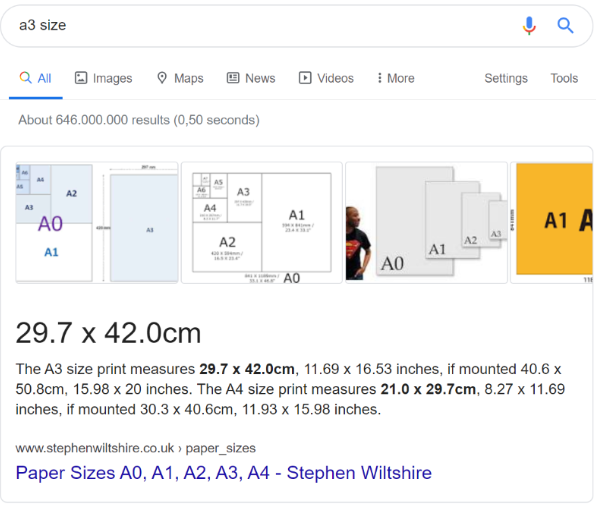 a3 size
All Images Maps News Videos More Settings Tools
About 646.000.000 results (0,50 seconds)
A4
A2
A3
A0
A1
A3
A5
A6
A3
A4
A1
A2
A0
A0
A1
A2
A3
A1 A
29.7 x 42.0cm
The A3 size print measures 29.7 x 42.0cm, 11.69 x 16.53 inches, if mounted 40.6 x
50.8cm, 15.98 x 20 inches. The A4 size print measures 21.0 x 29.7cm, 8.27 x 11.69
inches, if mounted 30.3 x 40.6cm, 11.93 x 15.98 inches.
www.stephenwiltshire.co.uk › paper_sizes
Paper Sizes A0, A1, A2, A3, A4 - Stephen Wiltshire